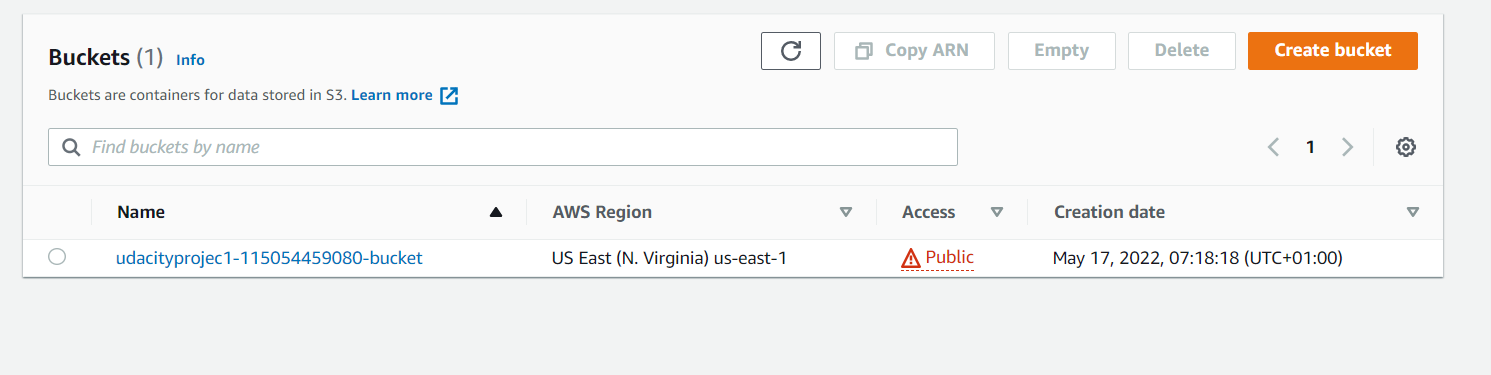 Buckets (1) Info
Copy ARN
Empty
Delete
Create bucket
Buckets are containers for data stored in S3. Learn more
Find buckets by name
1
Name AWS Region Access Creation date
udacityprojec1-115054459080-bucket US East (N. Virginia) us-east-1 Public May 17, 2022, 07:18:18 (UTC+01:00)